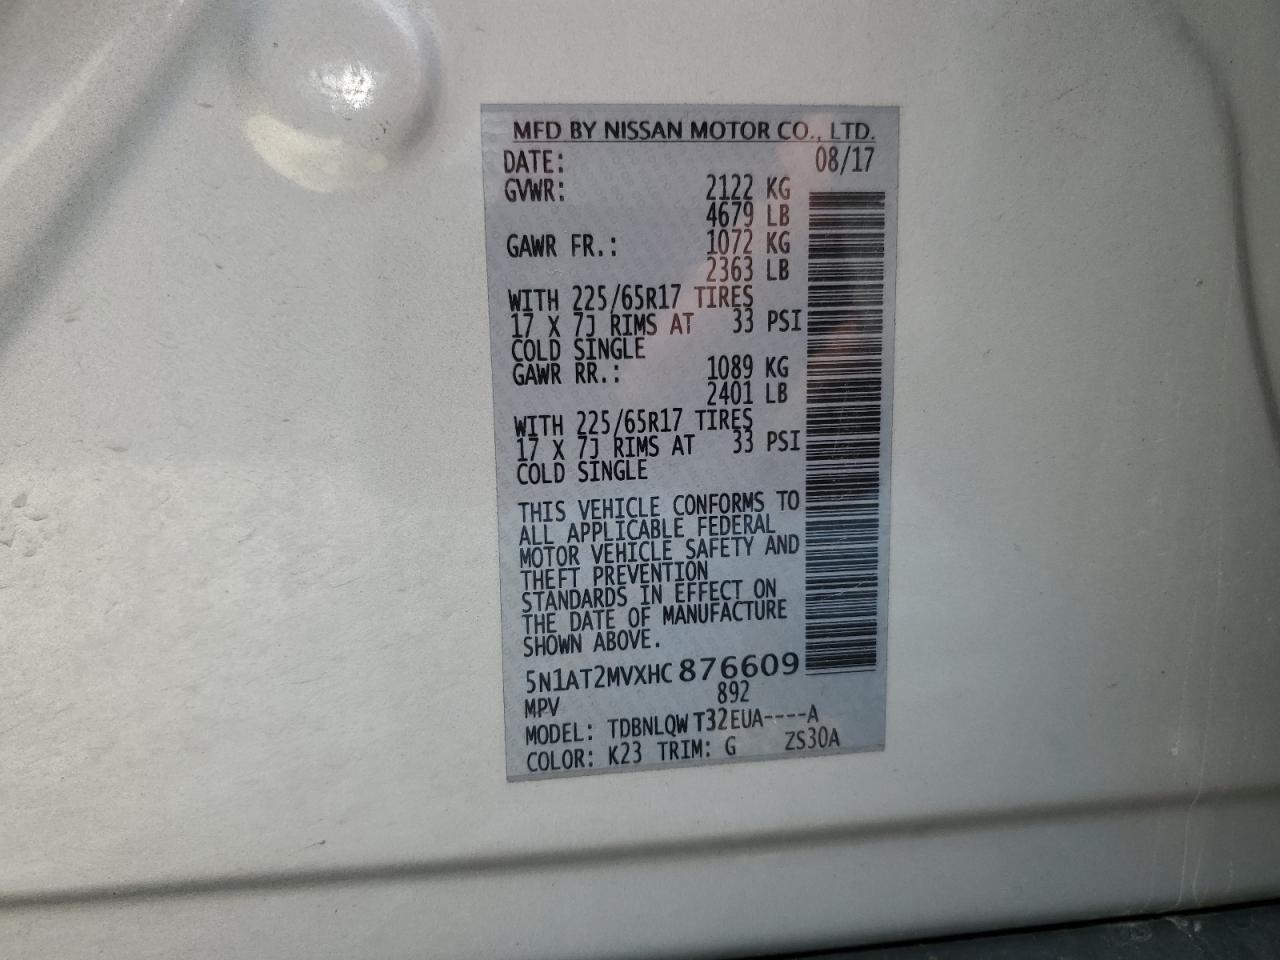 MFD BY NISSAN MOTOR CO., LTD.
DATE: 08/17
GVWR: 2122 KG
4679 LB
GAWR FR.: 1072 KG
2363 LB
WITH 225/65R17 TIRES
17 X 7J RIMS AT 33 PSI
COLD SINGLE
GAWR RR.: 1089 KG
2401 LB
WITH 225/65R17 TIRES
17 X 7J RIMS AT 33 PSI
COLD SINGLE
THIS VEHICLE CONFORMS TO
ALL APPLICABLE FEDERAL
MOTOR VEHICLE SAFETY AND
THEFT PREVENTION
STANDARDS IN EFFECT ON
THE DATE OF MANUFACTURE
SHOWN ABOVE.
5N1AT2MVXHC876609
MPV 892
MODEL: TDBNLQW T32EUA----A
COLOR: K23 TRIM: G ZS30A